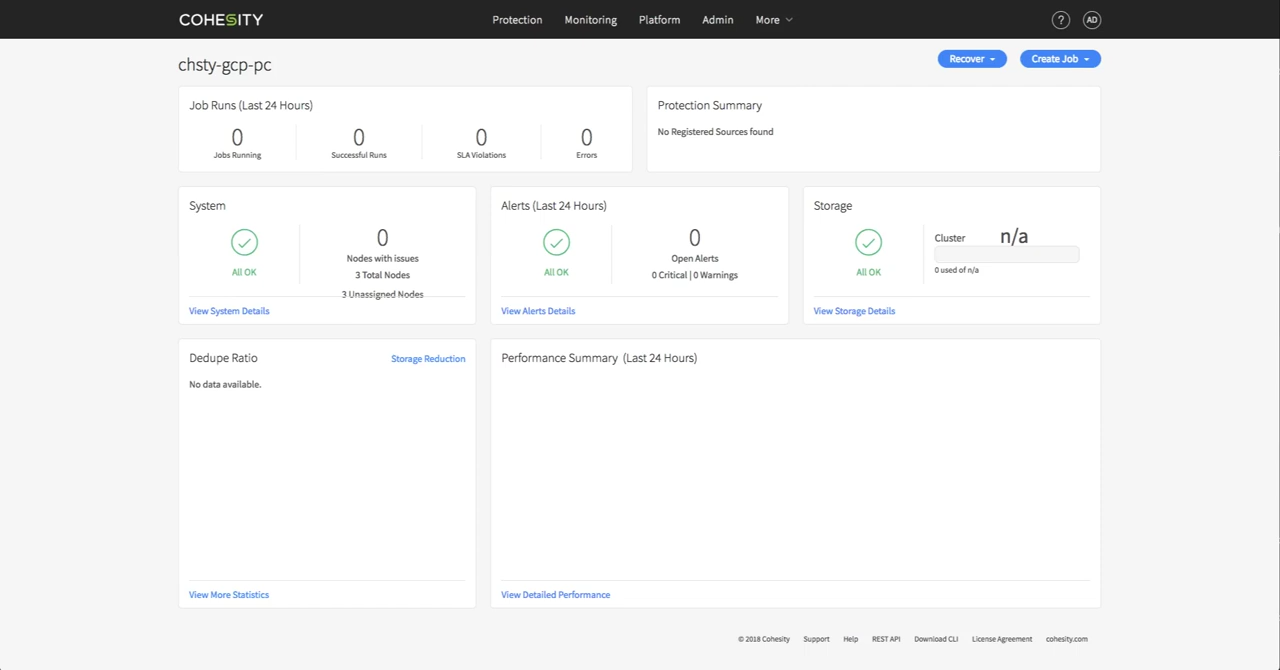 COHESITY
Protection Monitoring Platform Admin More
? AD
chsty-gcp-pc
Recover Create Job
Job Runs (Last 24 Hours)
0 0 0 0
Jobs Running Successful Runs SLA Violations Errors
Protection Summary
No Registered Sources found
System
All OK
0
Nodes with issues
3 Total Nodes
3 Unassigned Nodes
View System Details
Alerts (Last 24 Hours)
All OK
0
Open Alerts
0 Critical | 0 Warnings
View Alerts Details
Storage
All OK
Cluster n/a
0 used of n/a
View Storage Details
Dedupe Ratio Storage Reduction
No data available.
View More Statistics
Performance Summary (Last 24 Hours)
View Detailed Performance
© 2018 Cohesity Support Help REST API Download CLI License Agreement cohesity.com